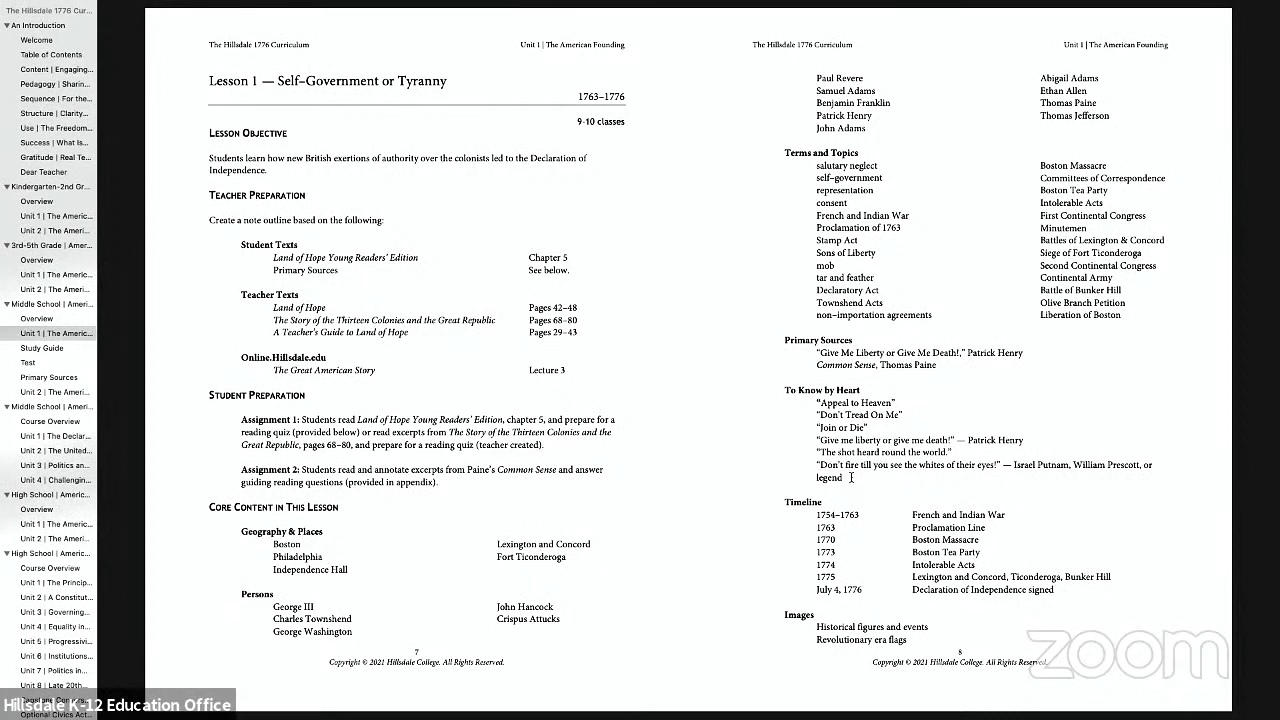 The Hillsdale 1776 Cur...
An Introduction
Welcome
Table of Contents
Content | Engaging...
Pedagogy | Sharin...
Sequence | For the...
Structure | Clarity...
Use | The Freedom...
Success | What Is...
Gratitude | Real Te...
Dear Teacher
Kindergarten-2nd Gr...
Overview
Unit 1 | The Americ...
Unit 2 | The Ameri...
3rd-5th Grade | Amer...
Overview
Unit 1 | The Americ...
Unit 2 | The Ameri...
Middle School | Ameri...
Overview
Unit 1 | The Americ...
Study Guide
Test
Primary Sources
Unit 2 | The Ameri...
Middle School | Ameri...
Course Overview
Unit 1 | The Declar...
Unit 2 | The United...
Unit 3 | Politics an...
Unit 4 | Challengin...
High School | Americ...
Overview
Unit 1 | The Americ...
Unit 2 | The Ameri...
High School | Americ...
Course Overview
Unit 1 | The Princip...
Unit 2 | A Constitut...
Unit 3 | Governing...
Unit 4 | Equality in...
Unit 5 | Progressivi...
Unit 6 | Institutions...
Unit 7 | Politics in...
Unit 8 | Late 20th...
Optional Civics Act...
The Hillsdale 1776 Curriculum
Unit 1 | The American Founding
Lesson 1 — Self–Government or Tyranny
1763–1776
9-10 classes
LESSON OBJECTIVE
Students learn how new British exertions of authority over the colonists led to the Declaration of
Independence.
TEACHER PREPARATION
Create a note outline based on the following:
Student Texts
Land of Hope Young Readers' Edition Chapter 5
Primary Sources See below.
Teacher Texts
Land of Hope Pages 42–48
The Story of the Thirteen Colonies and the Great Republic Pages 68–80
A Teacher's Guide to Land of Hope Pages 29–43
Online.Hillsdale.edu
The Great American Story Lecture 3
STUDENT PREPARATION
Assignment 1: Students read Land of Hope Young Readers' Edition, chapter 5, and prepare for a
reading quiz (provided below) or read excerpts from The Story of the Thirteen Colonies and the
Great Republic, pages 68–80, and prepare for a reading quiz (teacher created).
Assignment 2: Students read and annotate excerpts from Paine's Common Sense and answer
guiding reading questions (provided in appendix).
CORE CONTENT IN THIS LESSON
Geography & Places
Boston Lexington and Concord
Philadelphia Fort Ticonderoga
Independence Hall
Persons
George III John Hancock
Charles Townshend Crispus Attucks
George Washington
7
Copyright © 2021 Hillsdale College. All Rights Reserved.
The Hillsdale 1776 Curriculum
Unit 1 | The American Founding
Paul Revere Abigail Adams
Samuel Adams Ethan Allen
Benjamin Franklin Thomas Paine
Patrick Henry Thomas Jefferson
John Adams
Terms and Topics
salutary neglect Boston Massacre
self–government Committees of Correspondence
representation Boston Tea Party
consent Intolerable Acts
French and Indian War First Continental Congress
Proclamation of 1763 Minutemen
Stamp Act Battles of Lexington & Concord
Sons of Liberty Siege of Fort Ticonderoga
mob Second Continental Congress
tar and feather Continental Army
Declaratory Act Battle of Bunker Hill
Townshend Acts Olive Branch Petition
non–importation agreements Liberation of Boston
Primary Sources
“Give Me Liberty or Give Me Death!,” Patrick Henry
Common Sense, Thomas Paine
To Know by Heart
“Appeal to Heaven”
“Don't Tread On Me”
“Join or Die”
“Give me liberty or give me death!” — Patrick Henry
“The shot heard round the world.”
“Don't fire till you see the whites of their eyes!” — Israel Putnam, William Prescott, or
legend
Timeline
1754–1763 French and Indian War
1763 Proclamation Line
1770 Boston Massacre
1773 Boston Tea Party
1774 Intolerable Acts
1775 Lexington and Concord, Ticonderoga, Bunker Hill
July 4, 1776 Declaration of Independence signed
Images
Historical figures and events
Revolutionary era flags
8
Copyright © 2021 Hillsdale College. All Rights Reserved.
zoom
Hillsdale K-12 Education Office